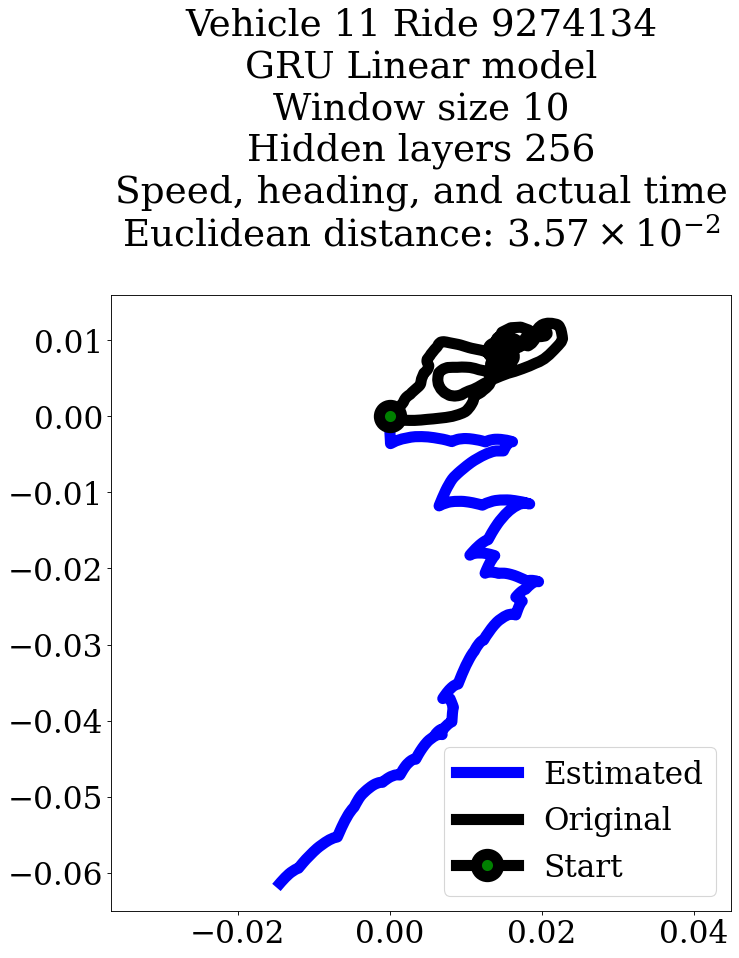 Vehicle 11 Ride 9274134
GRU Linear model
Window size 10
Hidden layers 256
Speed, heading, and actual time
Euclidean distance: 3.57 × 10⁻²
0.01
0.00
−0.01
−0.02
−0.03
−0.04
−0.05
−0.06
Estimated
Original
Start
−0.02 0.00 0.02 0.04